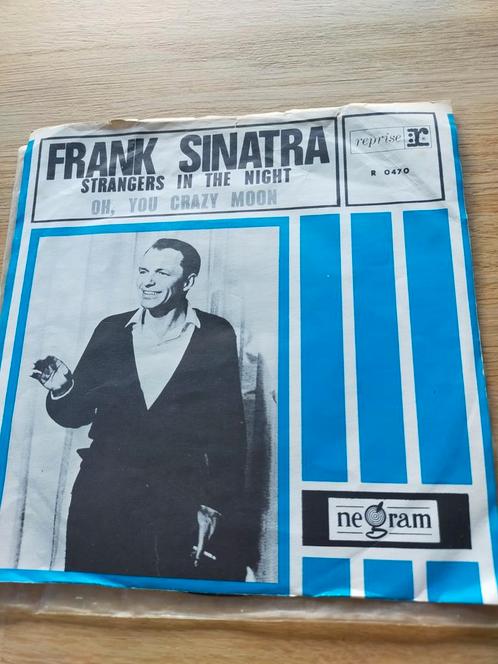 FRANK SINATRA
STRANGERS IN THE NIGHT
OH, YOU CRAZY MOON
reprise r:
R 0470
negram